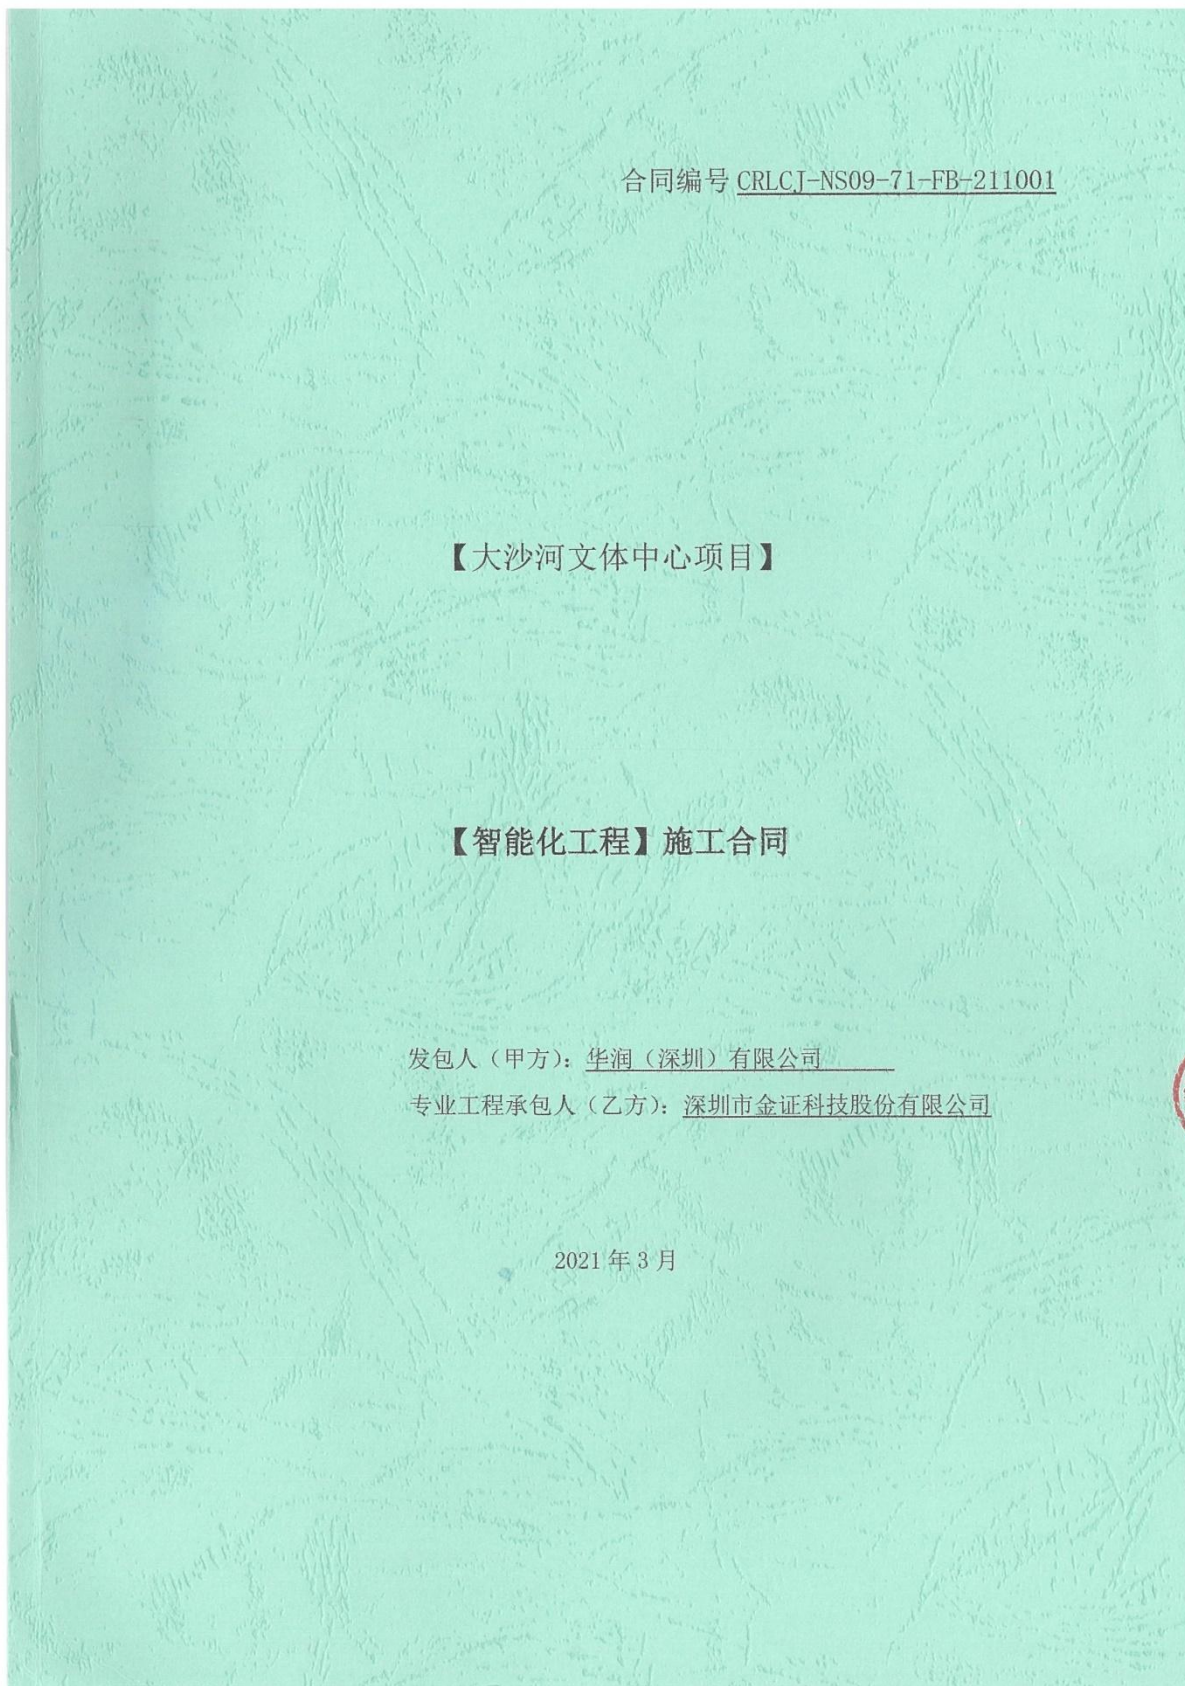 合同编号 CRLCJ-NS09-71-FB-211001
【大沙河文体中心项目】
【智能化工程】施工合同
发包人（甲方）：华润（深圳）有限公司
专业工程承包人（乙方）：深圳市金证科技股份有限公司
2021 年 3 月